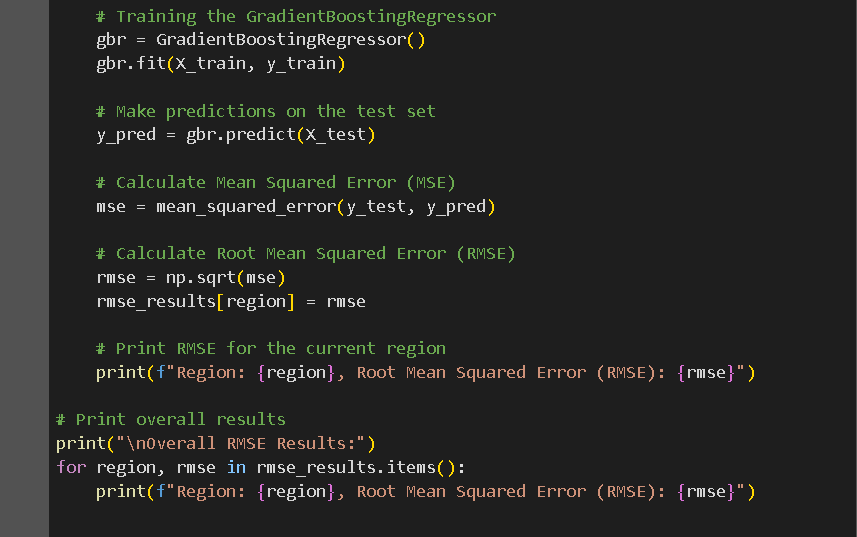 # Training the GradientBoostingRegressor
gbr = GradientBoostingRegressor()
gbr.fit(X_train, y_train)
# Make predictions on the test set
y_pred = gbr.predict(X_test)
# Calculate Mean Squared Error (MSE)
mse = mean_squared_error(y_test, y_pred)
# Calculate Root Mean Squared Error (RMSE)
rmse = np.sqrt(mse)
rmse_results[region] = rmse
# Print RMSE for the current region
print(f"Region: {region}, Root Mean Squared Error (RMSE): {rmse}")
# Print overall results
print("\nOverall RMSE Results:")
for region, rmse in rmse_results.items():
print(f"Region: {region}, Root Mean Squared Error (RMSE): {rmse}")